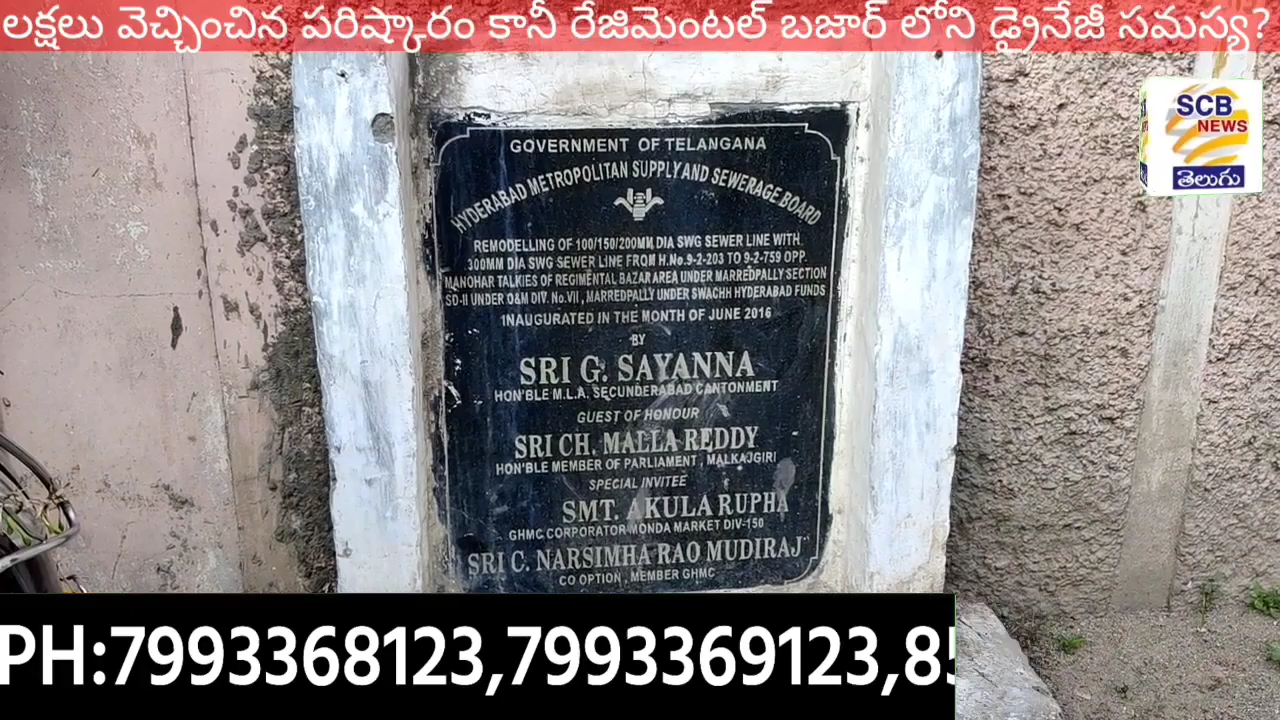 లక్షలు వెచ్చించిన పరిష్కారం కానీ రేజిమెంటల్ బజార్ లోని డ్రైనేజీ సమస్య?
SCB
NEWS
తెలుగు
GOVERNMENT OF TELANGANA
HYDERABAD METROPOLITAN SUPPLY AND SEWERAGE BOARD
REMODELLING OF 100/150/200MM DIA SWG SEWER LINE WITH
300MM DIA SWG SEWER LINE FROM H.No.9-2-203 TO 9-2-759 OPP.
MANOHAR TALKIES OF REGIMENTAL BAZAR AREA UNDER MARREDPALLY SECTION
SD-II UNDER O&M DIV. No.VII, MARREDPALLY UNDER SWACHH HYDERABAD FUNDS
INAUGURATED IN THE MONTH OF JUNE 2016
BY
SRI G. SAYANNA
HON'BLE M.L.A. SECUNDERABAD CANTONMENT
GUEST OF HONOUR
SRI CH. MALLA REDDY
HON'BLE MEMBER OF PARLIAMENT, MALKAJGIRI
SPECIAL INVITEE
SMT. AKULA RUPHA
GHMC CORPORATOR MONDA MARKET DIV-150
SRI C. NARSIMHA RAO MUDIRAJ
CO OPTION, MEMBER GHMC
PH:7993368123,7993369123,85